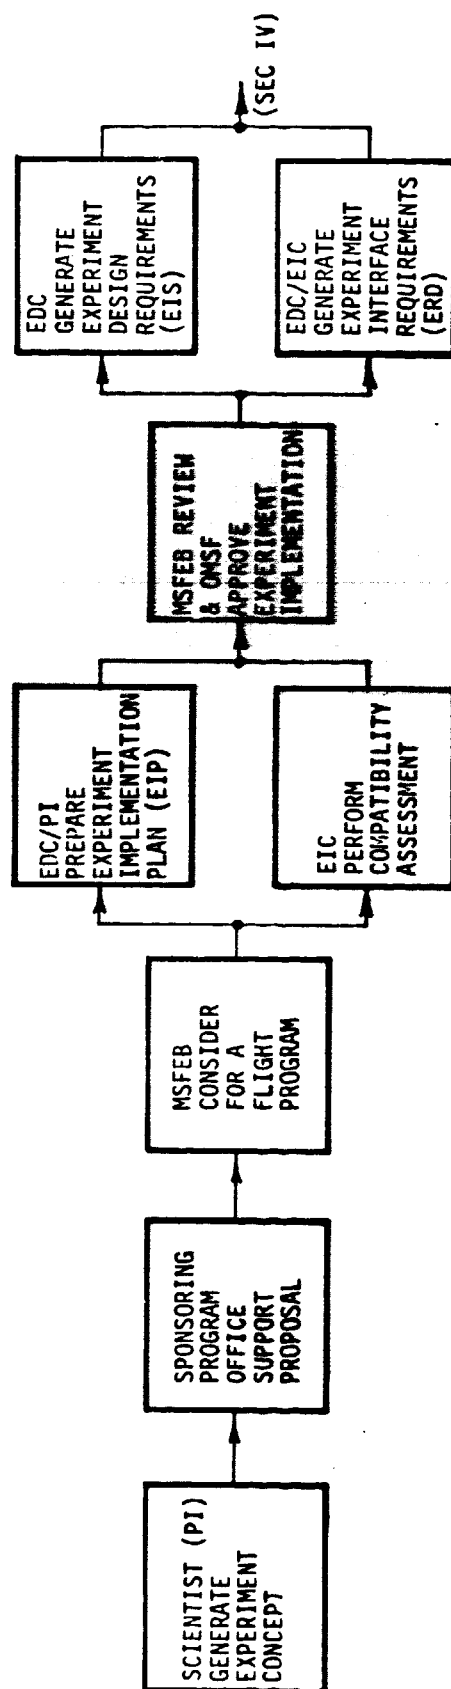 SCIENTIST (PI)
GENERATE
EXPERIMENT
CONCEPT
SPONSORING
PROGRAM
OFFICE
SUPPORT
PROPOSAL
MSFEB
CONSIDER
FOR A
FLIGHT
PROGRAM
EDC/PI
PREPARE
EXPERIMENT
IMPLEMENTATION
PLAN (EIP)
EIC
PERFORM
COMPATIBILITY
ASSESSMENT
MSFEB REVIEW
& OMSF
APPROVE
EXPERIMENT
IMPLEMENTATION
EDC
GENERATE
EXPERIMENT
DESIGN
REQUIREMENTS
(EIS)
EDC/EIC
GENERATE
EXPERIMENT
INTERFACE
REQUIREMENTS
(ERD)
(SEC IV)